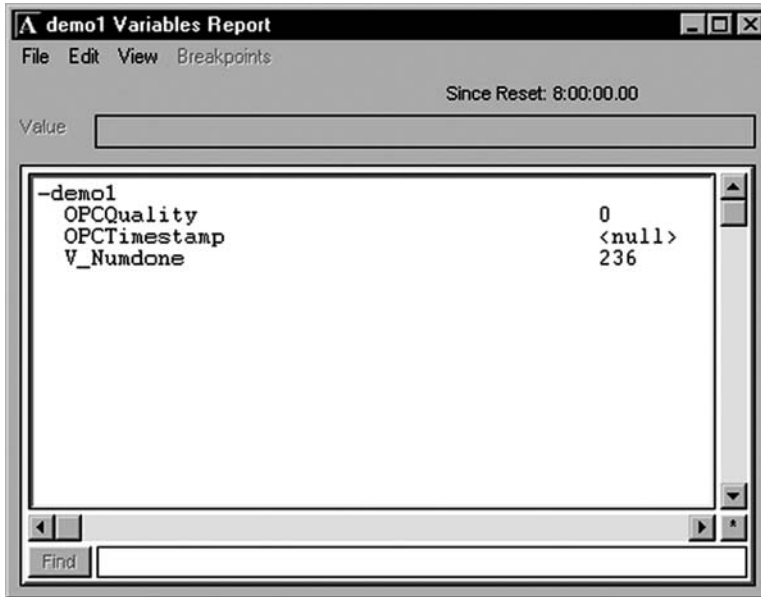 A demo1 Variables Report
File Edit View Breakpoints
Since Reset: 8:00:00.00
Value
-demo1
OPCQuality 0
OPCTimestamp <null>
V_Numdone 236
*
Find